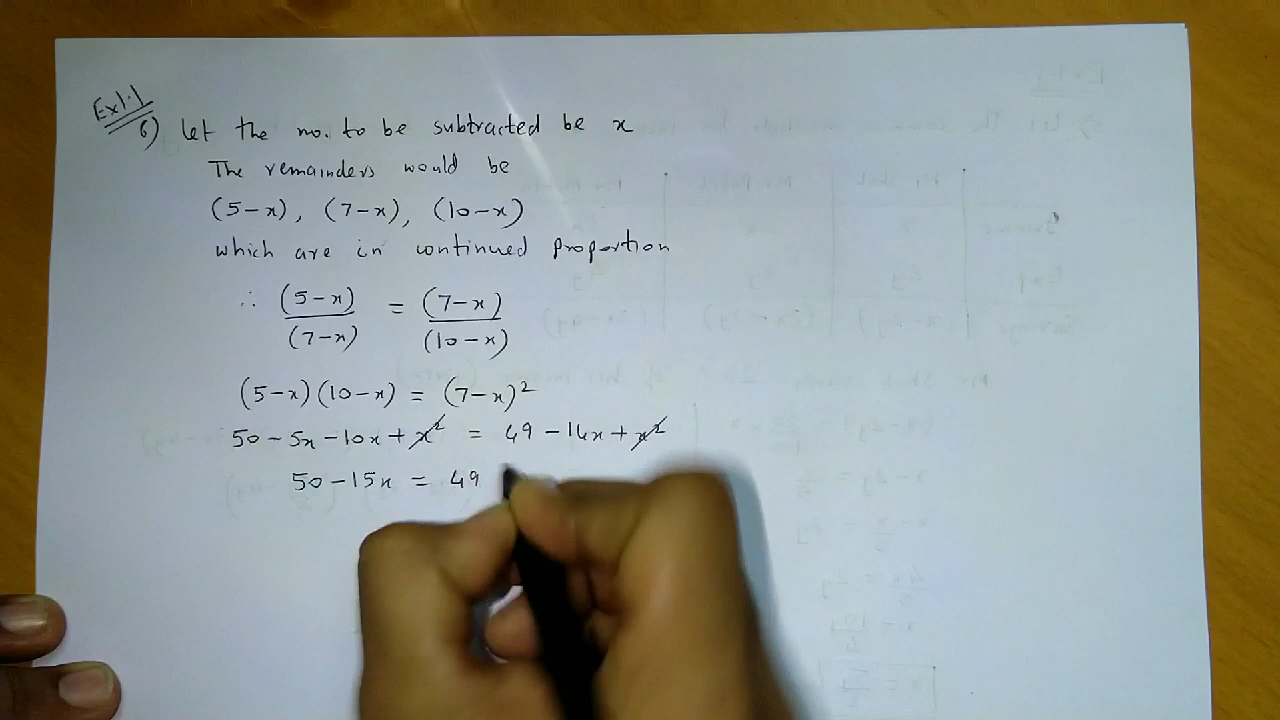 Ex 1.1
6) Let the no. to be subtracted be x
The remainders would be
(5-x), (7-x), (10-x)
which are in continued proportion
∴ (5-x)/(7-x) = (7-x)/(10-x)
(5-x)(10-x) = (7-x)²
50-5x-10x+x² = 49-14x+x²
50-15x = 49